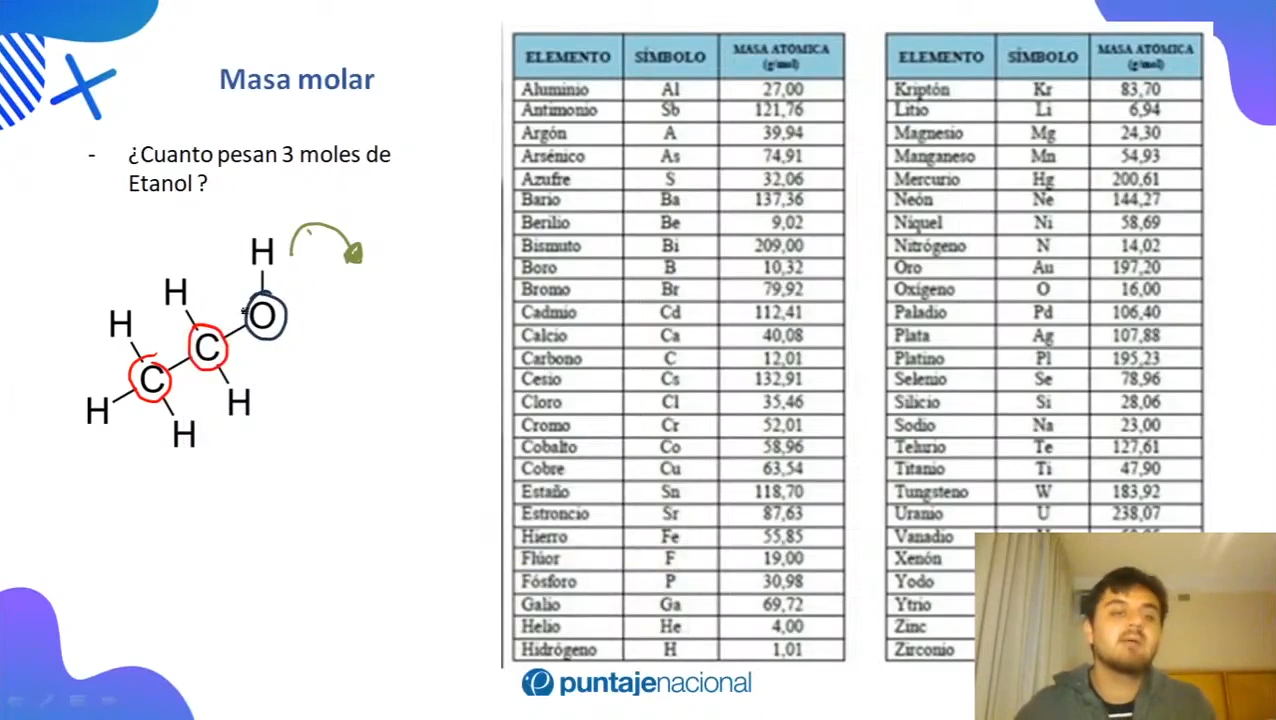 Masa molar
- ¿Cuanto pesan 3 moles de
Etanol ?
H
H
O
H
C
C
H
H
H
ELEMENTO SÍMBOLO MASA ATÓMICA
(g/mol)
Aluminio Al 27,00
Antimonio Sb 121,76
Argón A 39,94
Arsénico As 74,91
Azufre S 32,06
Bario Ba 137,36
Berilio Be 9,02
Bismuto Bi 209,00
Boro B 10,32
Bromo Br 79,92
Cadmio Cd 112,41
Calcio Ca 40,08
Carbono C 12,01
Cesio Cs 132,91
Cloro Cl 35,46
Cromo Cr 52,01
Cobalto Co 58,96
Cobre Cu 63,54
Estaño Sn 118,70
Estroncio Sr 87,63
Hierro Fe 55,85
Flúor F 19,00
Fósforo P 30,98
Galio Ga 69,72
Helio He 4,00
Hidrógeno H 1,01
ELEMENTO SÍMBOLO MASA ATÓMICA
(g/mol)
Kriptón Kr 83,70
Litio Li 6,94
Magnesio Mg 24,30
Manganeso Mn 54,93
Mercurio Hg 200,61
Neón Ne 144,27
Níquel Ni 58,69
Nitrógeno N 14,02
Oro Au 197,20
Oxígeno O 16,00
Paladio Pd 106,40
Plata Ag 107,88
Platino Pl 195,23
Selenio Se 78,96
Silicio Si 28,06
Sodio Na 23,00
Telurio Te 127,61
Titanio Ti 47,90
Tungsteno W 183,92
Uranio U 238,07
Vanadio
Xenón
Yodo
Ytrio
Zinc
Zirconio
puntajenacional